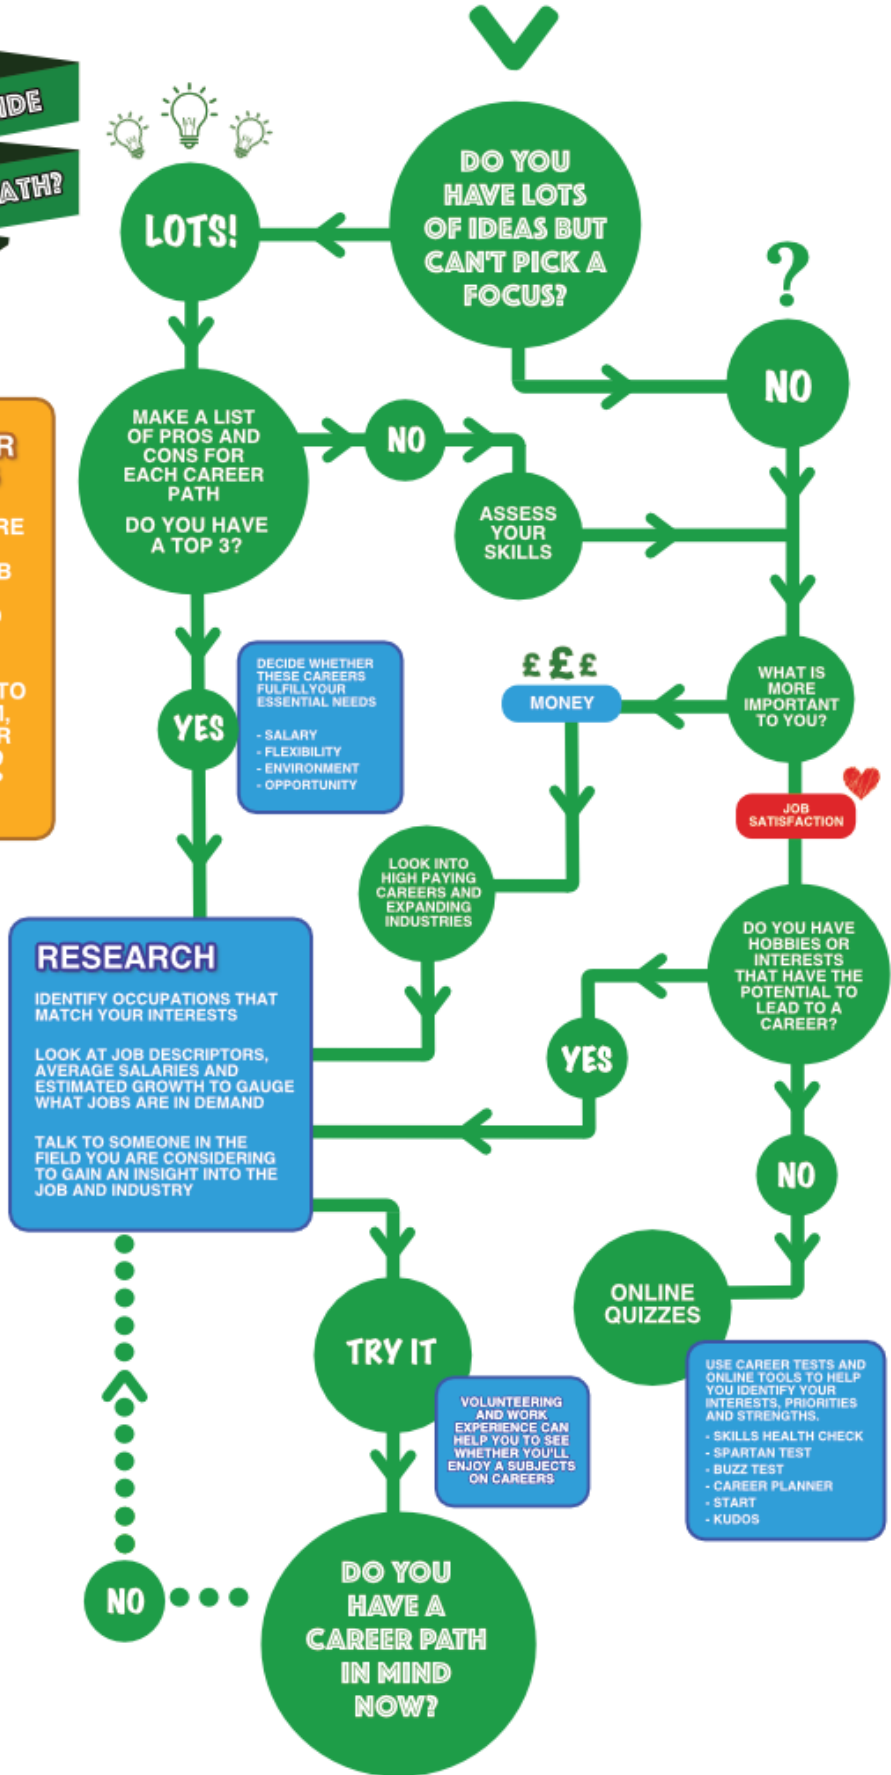 IDE
ATH?
DO YOU
HAVE LOTS
OF IDEAS BUT
CAN'T PICK A
FOCUS?
LOTS!
?
NO
R
RE
B
TO
R
MAKE A LIST
OF PROS AND
CONS FOR
EACH CAREER
PATH
DO YOU HAVE
A TOP 3?
NO
ASSESS
YOUR
SKILLS
YES
DECIDE WHETHER
THESE CAREERS
FULFILLYOUR
ESSENTIAL NEEDS
- SALARY
- FLEXIBILITY
- ENVIRONMENT
- OPPORTUNITY
£ £ £
MONEY
WHAT IS
MORE
IMPORTANT
TO YOU?
JOB
SATISFACTION
LOOK INTO
HIGH PAYING
CAREERS AND
EXPANDING
INDUSTRIES
DO YOU HAVE
HOBBIES OR
INTERESTS
THAT HAVE THE
POTENTIAL TO
LEAD TO A
CAREER?
RESEARCH
IDENTIFY OCCUPATIONS THAT
MATCH YOUR INTERESTS
LOOK AT JOB DESCRIPTORS,
AVERAGE SALARIES AND
ESTIMATED GROWTH TO GAUGE
WHAT JOBS ARE IN DEMAND
TALK TO SOMEONE IN THE
FIELD YOU ARE CONSIDERING
TO GAIN AN INSIGHT INTO THE
JOB AND INDUSTRY
YES
NO
ONLINE
QUIZZES
USE CAREER TESTS AND
ONLINE TOOLS TO HELP
YOU IDENTIFY YOUR
INTERESTS, PRIORITIES
AND STRENGTHS.
- SKILLS HEALTH CHECK
- SPARTAN TEST
- BUZZ TEST
- CAREER PLANNER
- START
- KUDOS
TRY IT
VOLUNTEERING
AND WORK
EXPERIENCE CAN
HELP YOU TO SEE
WHETHER YOU'LL
ENJOY A SUBJECTS
ON CAREERS
NO
DO YOU
HAVE A
CAREER PATH
IN MIND
NOW?